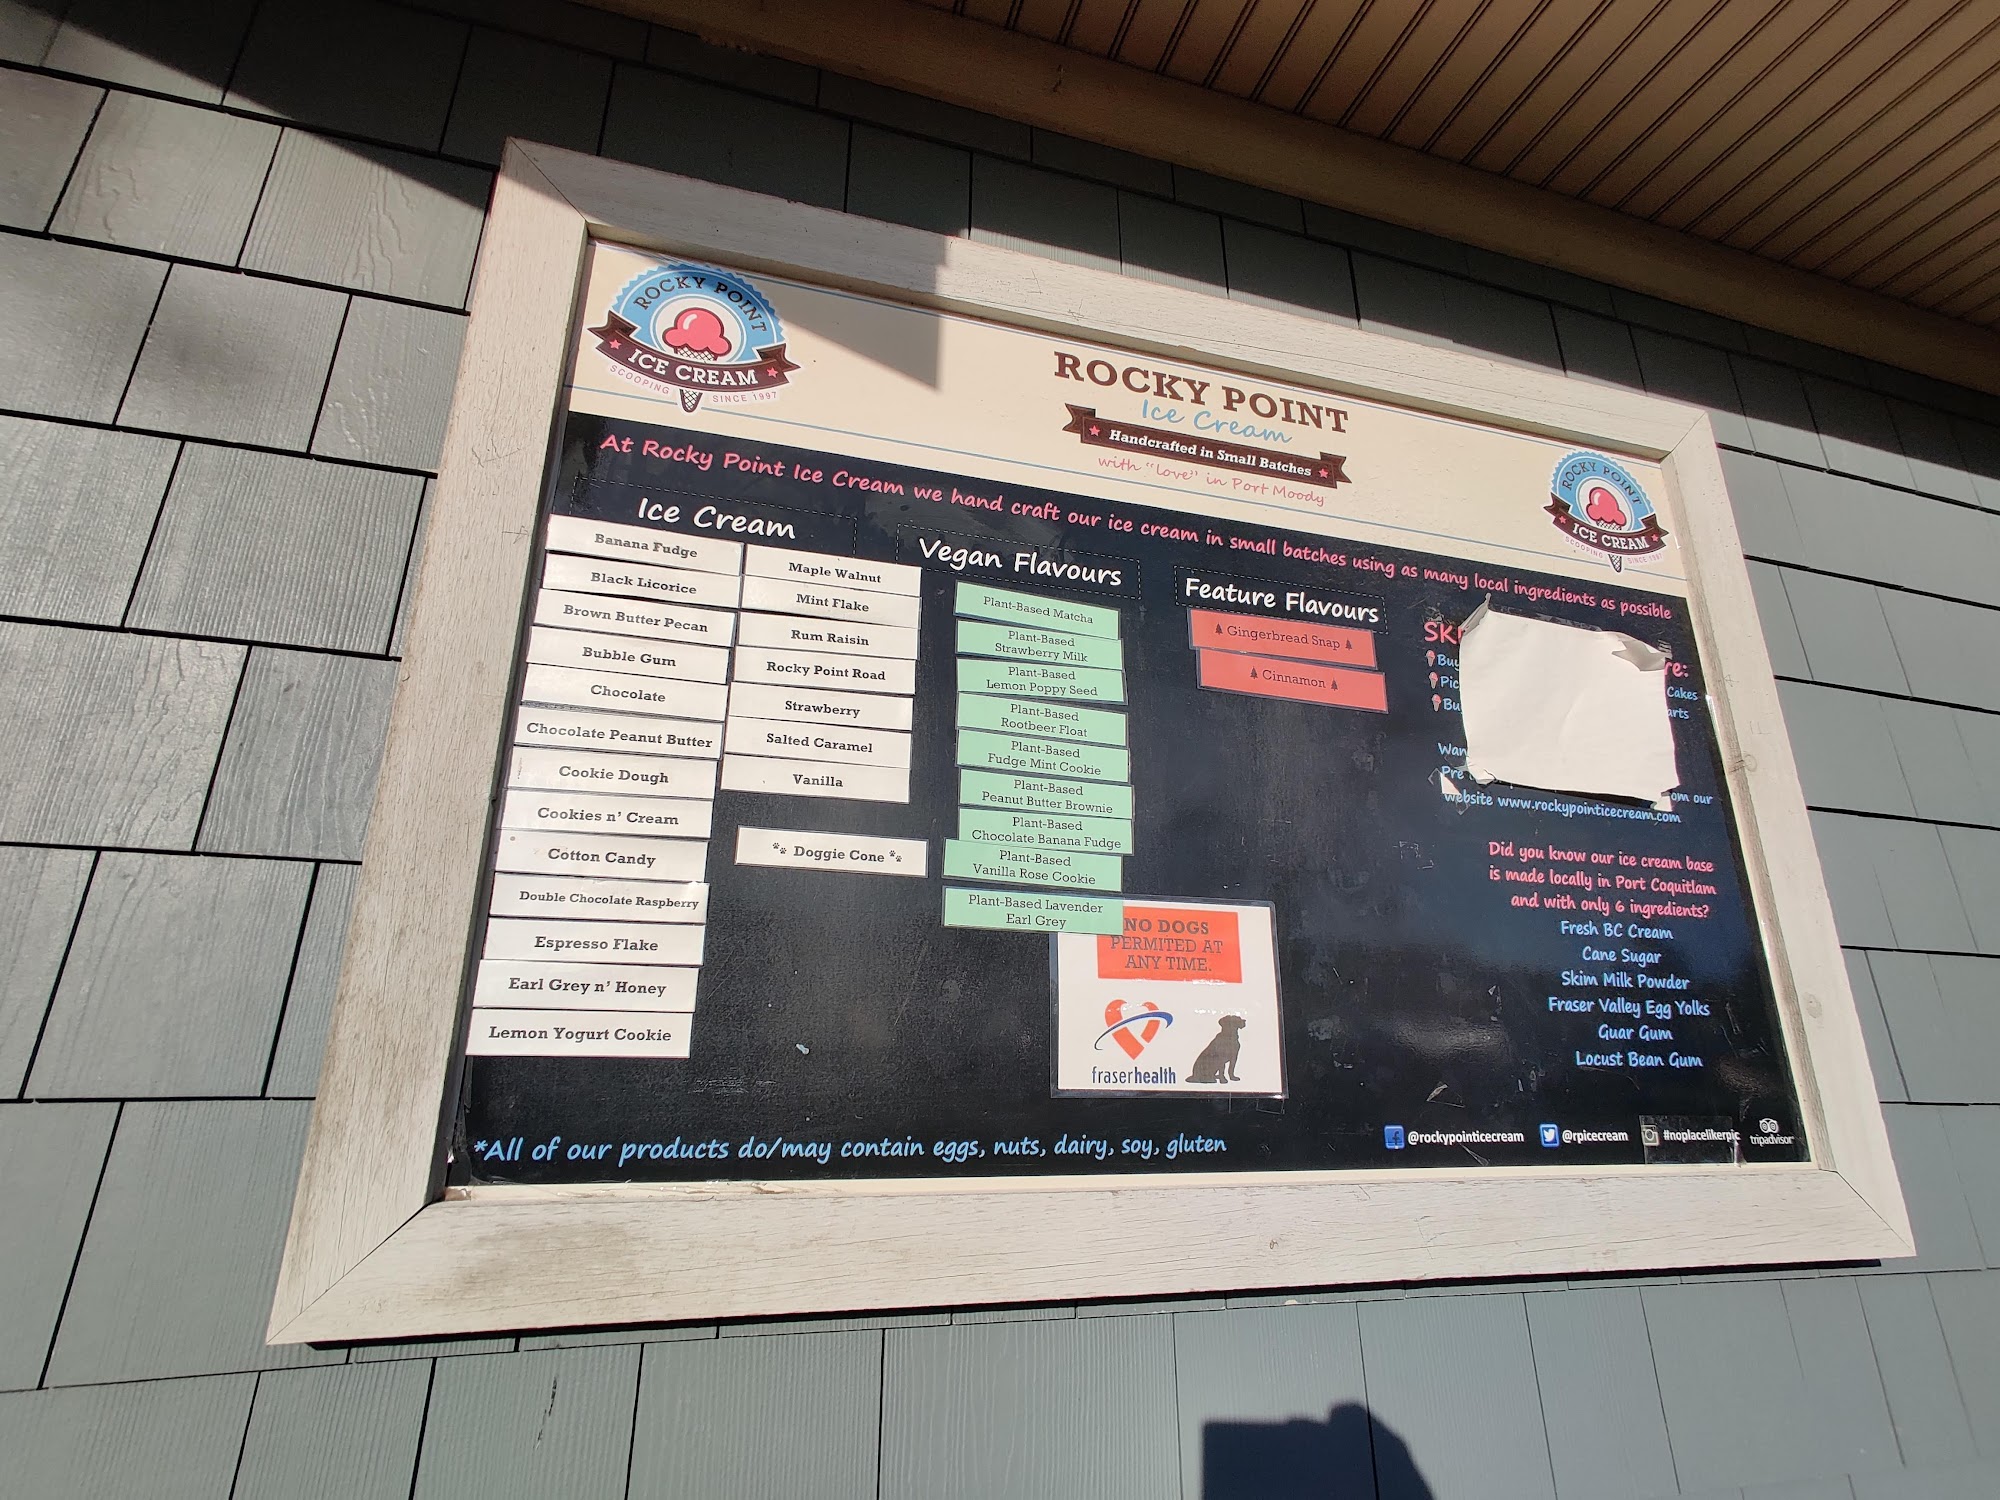 ROCKY POINT
ICE CREAM
SCOOPING SINCE 1997
ROCKY POINT
Ice Cream
Handcrafted in Small Batches
with "love" in Port Moody
ROCKY POINT
ICE CREAM
SCOOPING SINCE 1997
At Rocky Point Ice Cream we hand craft our ice cream in small batches using as many local ingredients as possible
Ice Cream
Banana Fudge
Black Licorice
Brown Butter Pecan
Bubble Gum
Chocolate
Chocolate Peanut Butter
Cookie Dough
Cookies n' Cream
Cotton Candy
Double Chocolate Raspberry
Espresso Flake
Earl Grey n' Honey
Lemon Yogurt Cookie
Maple Walnut
Mint Flake
Rum Raisin
Rocky Point Road
Strawberry
Salted Caramel
Vanilla
Doggie Cone
Vegan Flavours
Plant-Based Matcha
Plant-Based
Strawberry Milk
Plant-Based
Lemon Poppy Seed
Plant-Based
Rootbeer Float
Plant-Based
Fudge Mint Cookie
Plant-Based
Peanut Butter Brownie
Plant-Based
Chocolate Banana Fudge
Plant-Based
Vanilla Rose Cookie
Plant-Based Lavender
Earl Grey
NO DOGS
PERMITED AT
ANY TIME.
fraserhealth
Feature Flavours
Gingerbread Snap
Cinnamon
Cakes
Pre
om our
website www.rockypointicecream.com
Did you know our ice cream base
is made locally in Port Coquitlam
and with only 6 ingredients?
Fresh BC Cream
Cane Sugar
Skim Milk Powder
Fraser Valley Egg Yolks
Guar Gum
Locust Bean Gum
*All of our products do/may contain eggs, nuts, dairy, soy, gluten
@rockypointicecream @rpicecream #noplacelikerpic tripadvisor